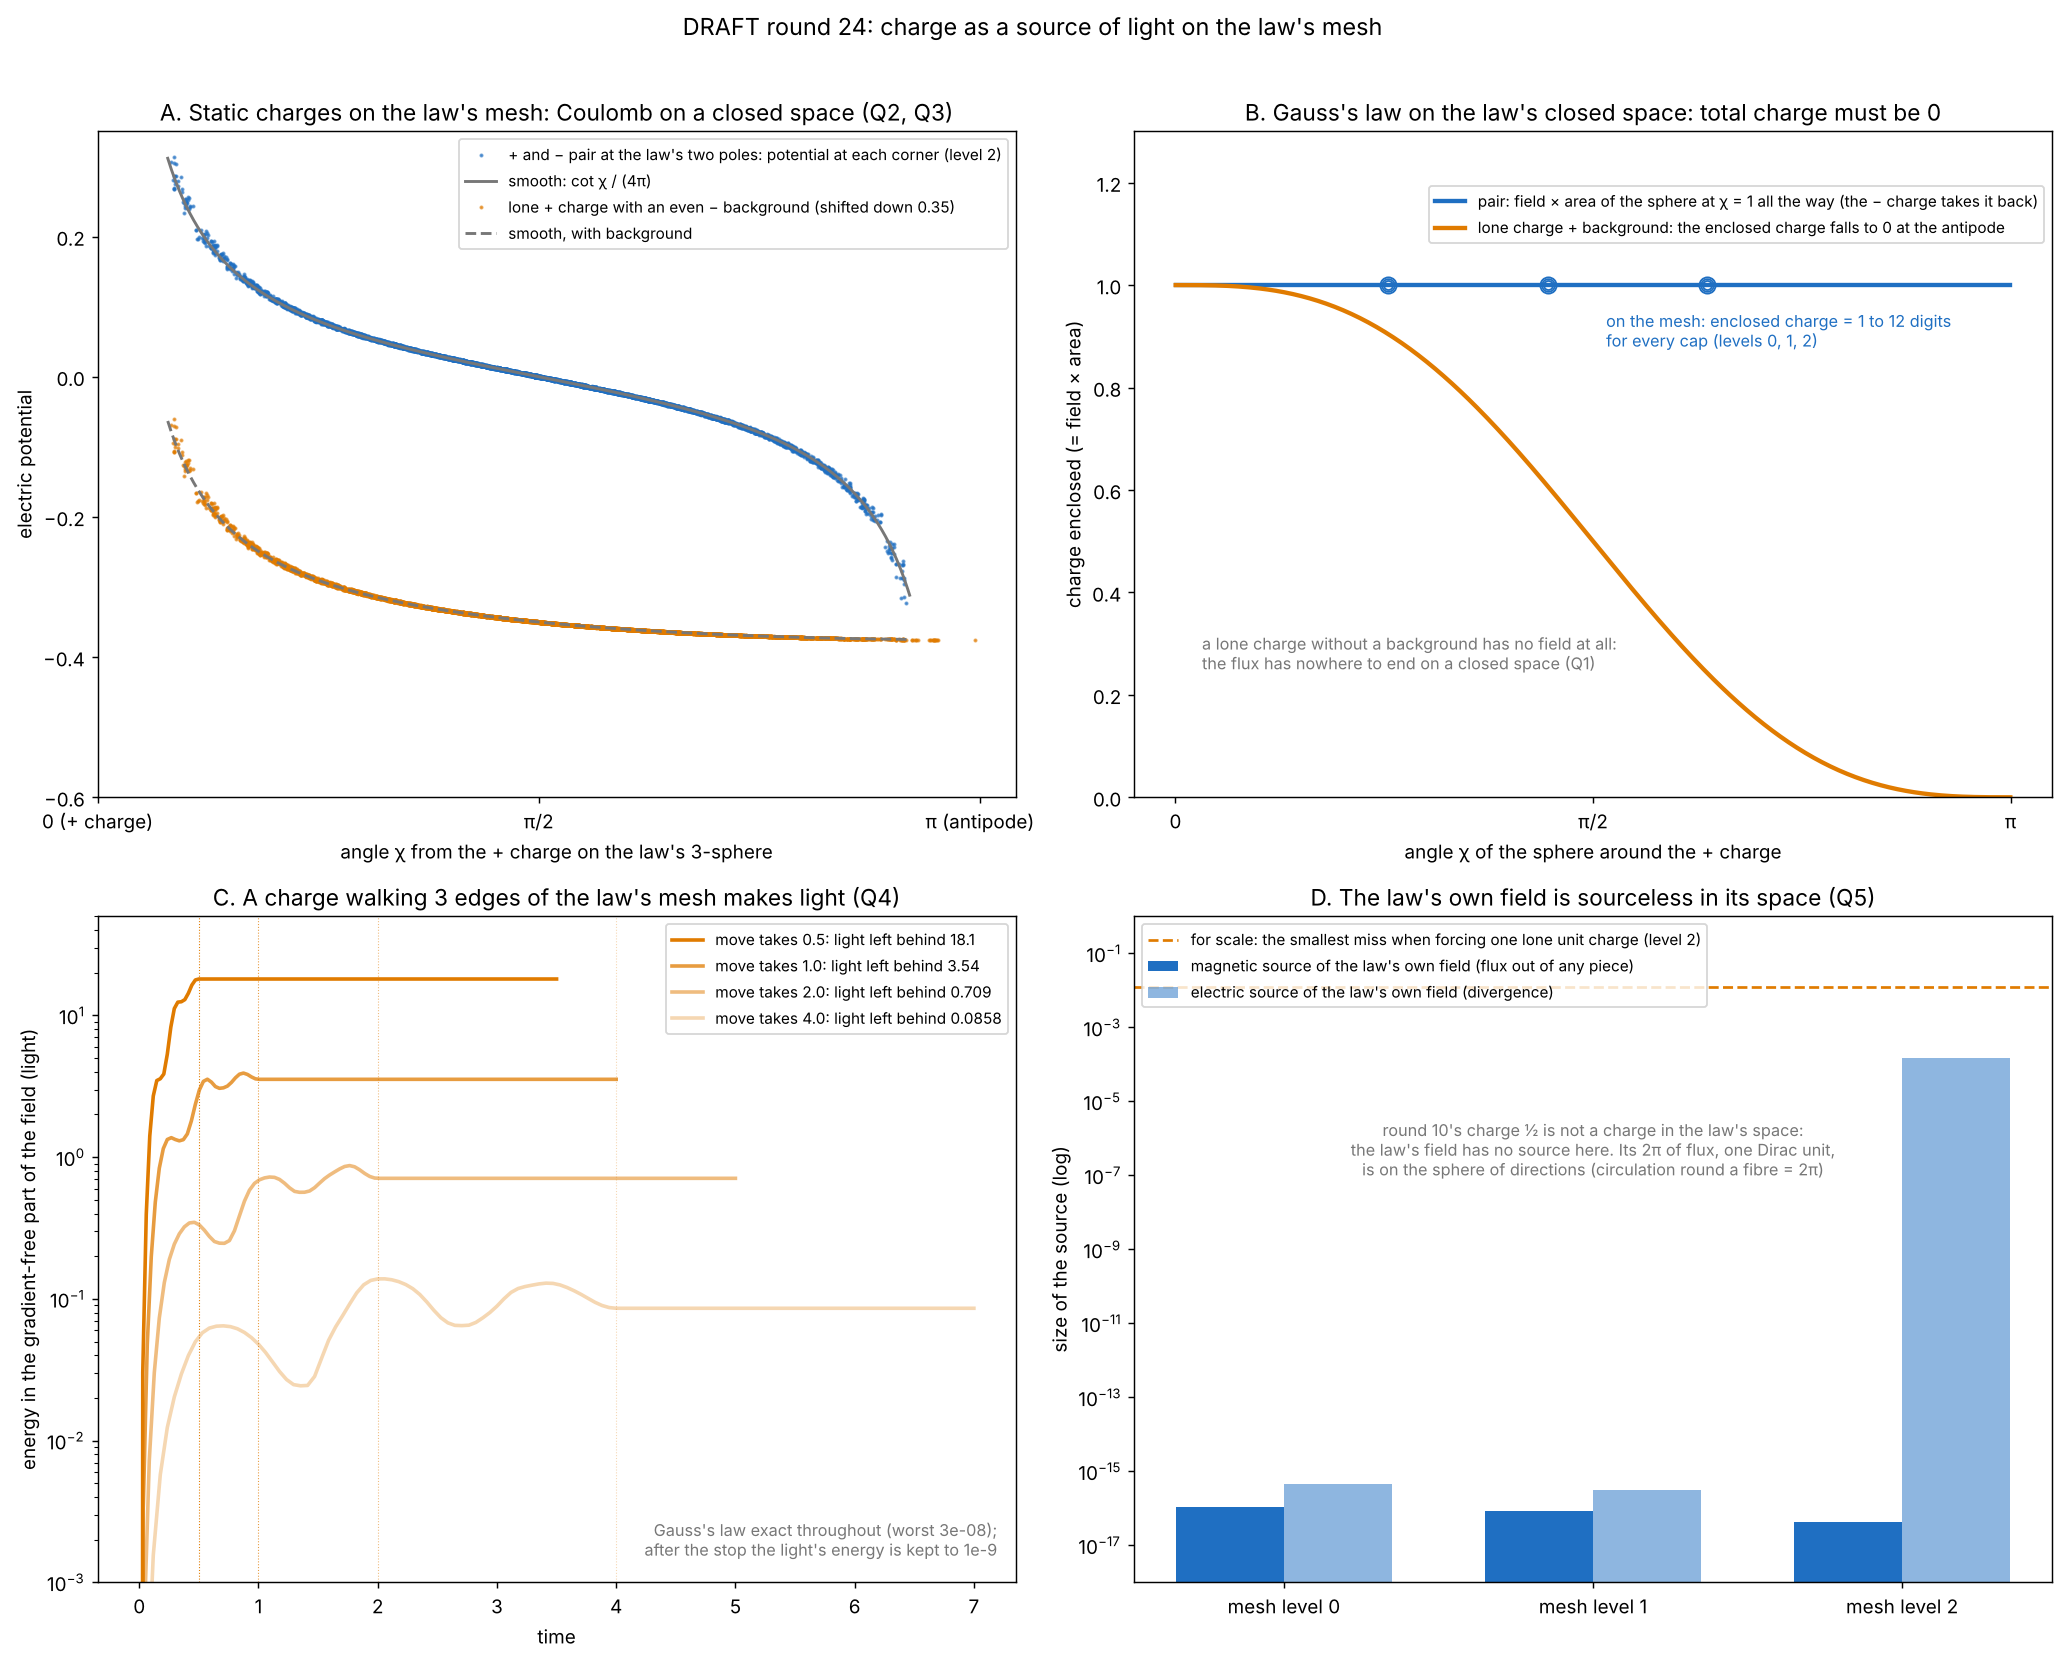 DRAFT round 24: charge as a source of light on the law's mesh
A. Static charges on the law's mesh: Coulomb on a closed space (Q2, Q3)
+ and − pair at the law's two poles: potential at each corner (level 2)
smooth: cot χ / (4π)
lone + charge with an even − background (shifted down 0.35)
smooth, with background
electric potential
0.2
0.0
−0.2
−0.4
−0.6
0 (+ charge)
π/2
π (antipode)
angle χ from the + charge on the law's 3-sphere
B. Gauss's law on the law's closed space: total charge must be 0
pair: field × area of the sphere at χ = 1 all the way (the − charge takes it back)
lone charge + background: the enclosed charge falls to 0 at the antipode
on the mesh: enclosed charge = 1 to 12 digits
for every cap (levels 0, 1, 2)
a lone charge without a background has no field at all:
the flux has nowhere to end on a closed space (Q1)
charge enclosed (= field × area)
1.2
1.0
0.8
0.6
0.4
0.2
0.0
0
π/2
π
angle χ of the sphere around the + charge
C. A charge walking 3 edges of the law's mesh makes light (Q4)
move takes 0.5: light left behind 18.1
move takes 1.0: light left behind 3.54
move takes 2.0: light left behind 0.709
move takes 4.0: light left behind 0.0858
Gauss's law exact throughout (worst 3e-08);
after the stop the light's energy is kept to 1e-9
energy in the gradient-free part of the field (light)
10¹
10⁰
10⁻¹
10⁻²
10⁻³
0
1
2
3
4
5
6
7
time
D. The law's own field is sourceless in its space (Q5)
for scale: the smallest miss when forcing one lone unit charge (level 2)
magnetic source of the law's own field (flux out of any piece)
electric source of the law's own field (divergence)
round 10's charge ½ is not a charge in the law's space:
the law's field has no source here. Its 2π of flux, one Dirac unit,
is on the sphere of directions (circulation round a fibre = 2π)
size of the source (log)
10⁻¹
10⁻³
10⁻⁵
10⁻⁷
10⁻⁹
10⁻¹¹
10⁻¹³
10⁻¹⁵
10⁻¹⁷
mesh level 0
mesh level 1
mesh level 2